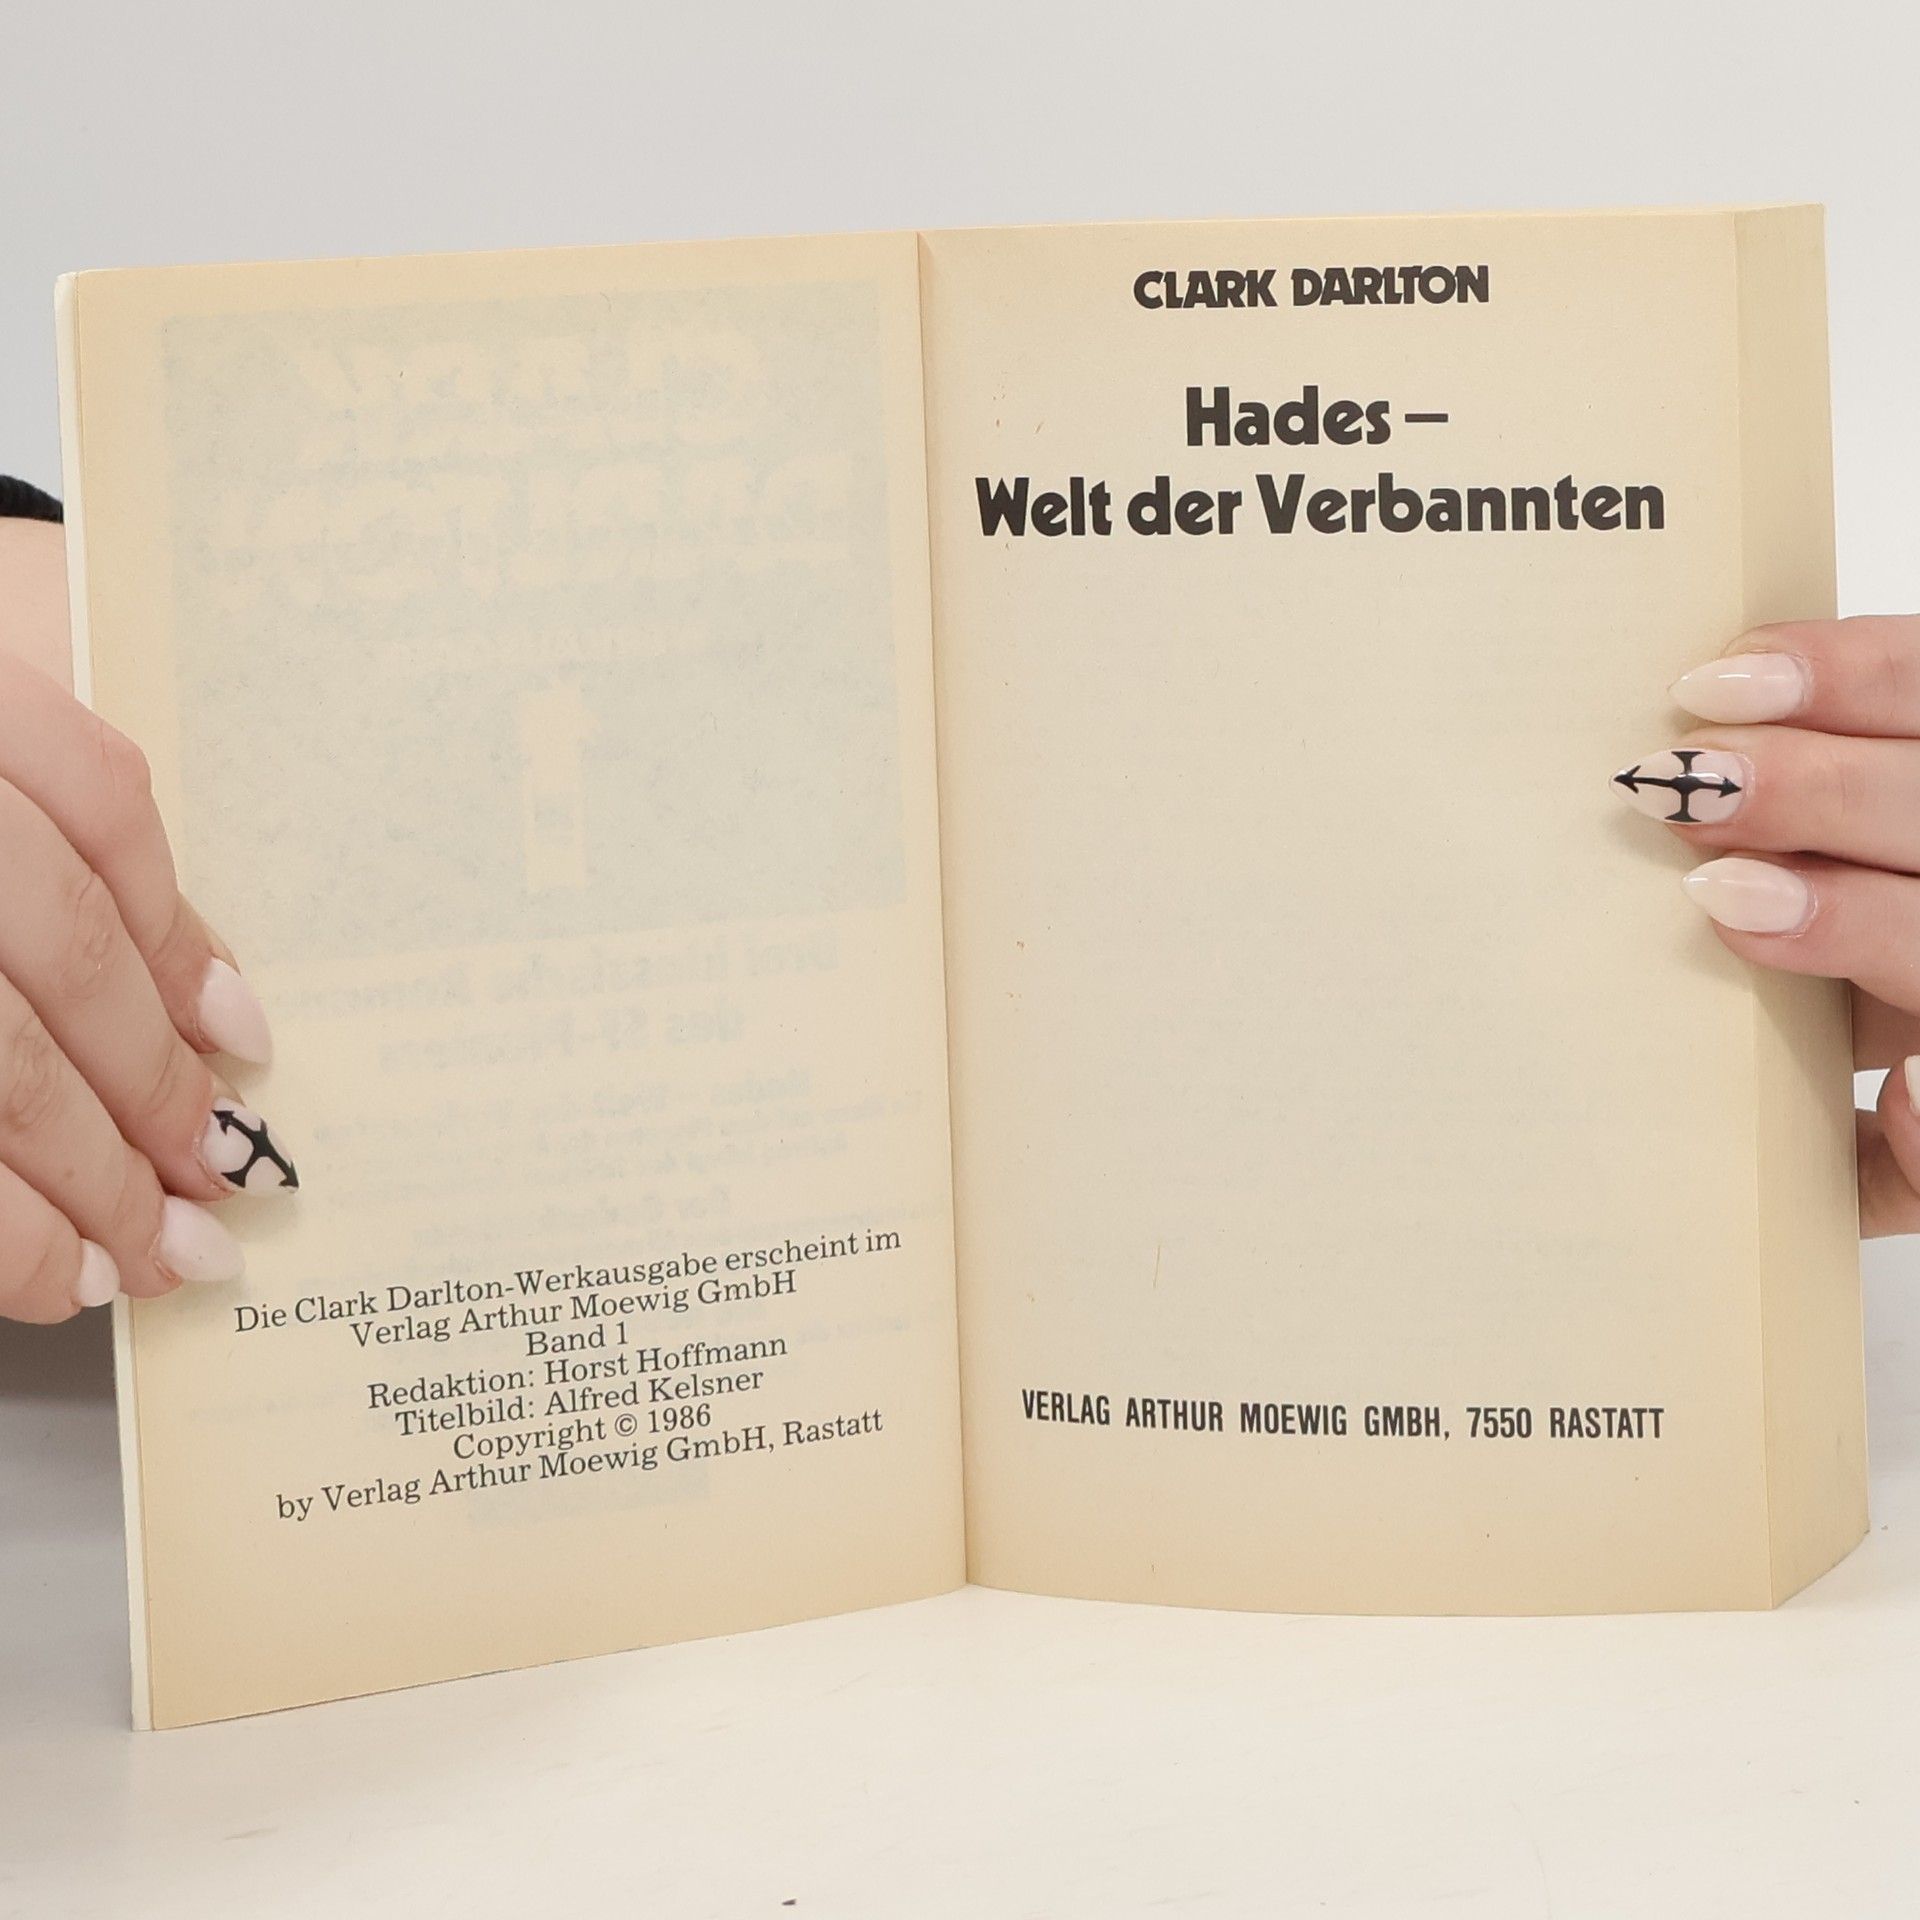 Die Clark Darlton-Werkausgabe erscheint im
Verlag Arthur Moewig GmbH
Band 1
Redaktion: Horst Hoffmann
Titelbild: Alfred Kelsner
Copyright © 1986
by Verlag Arthur Moewig GmbH, Rastatt
CLARK DARLTON
Hades –
Welt der Verbannten
VERLAG ARTHUR MOEWIG GMBH, 7550 RASTATT